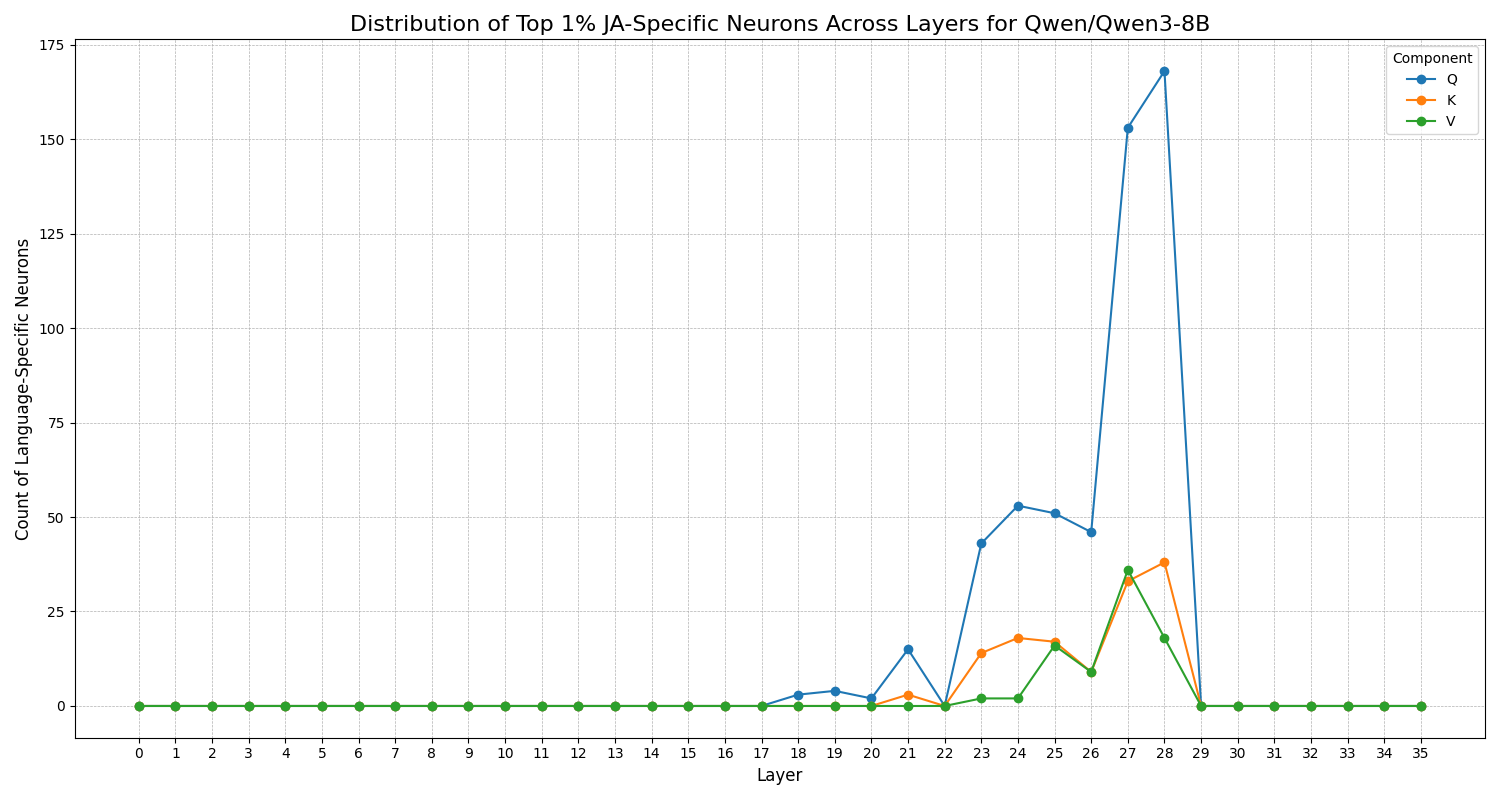 Distribution of Top 1% JA-Specific Neurons Across Layers for Qwen/Qwen3-8B
Component
Q
K
V
Count of Language-Specific Neurons
175
150
125
100
75
50
25
0
0 1 2 3 4 5 6 7 8 9 10 11 12 13 14 15 16 17 18 19 20 21 22 23 24 25 26 27 28 29 30 31 32 33 34 35
Layer